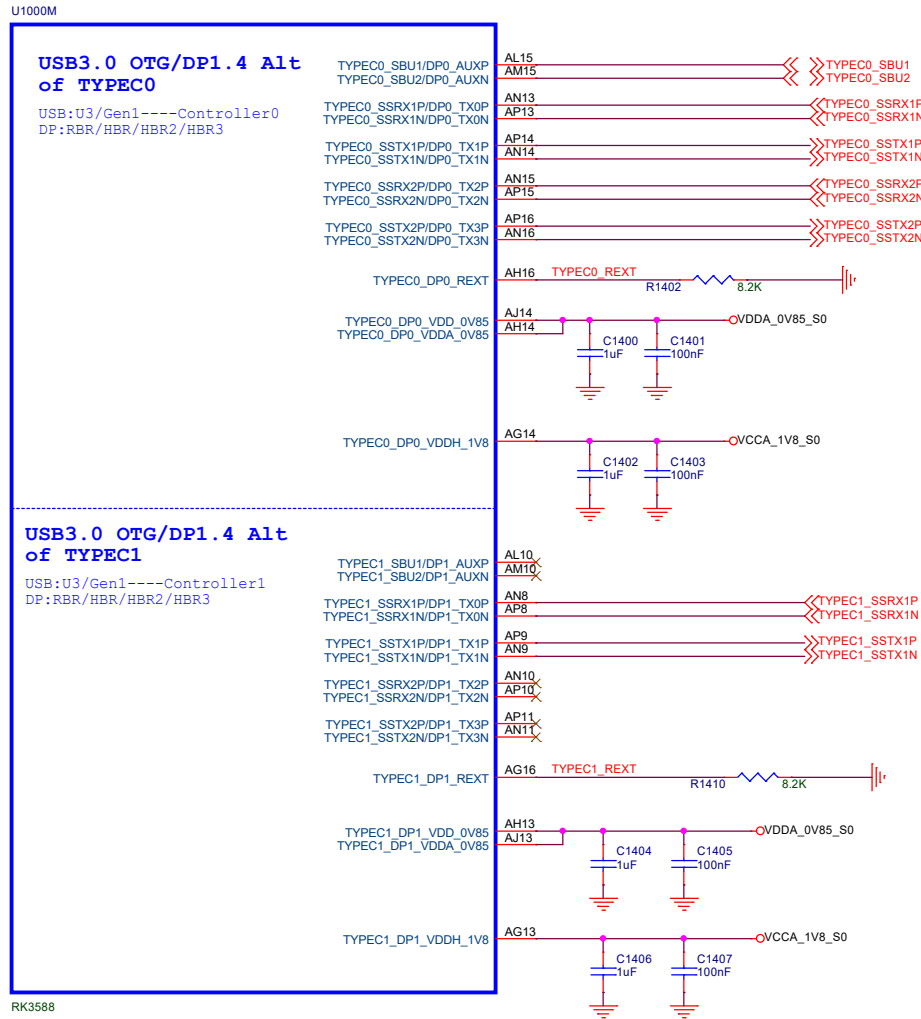 U1000M
USB3.0 OTG/DP1.4 Alt
of TYPEC0
USB:U3/Gen1----Controller0
DP:RBR/HBR/HBR2/HBR3
TYPEC0_SBU1/DP0_AUXP AL15 TYPEC0_SBU1
TYPEC0_SBU2/DP0_AUXN AM15 TYPEC0_SBU2
TYPEC0_SSRX1P/DP0_TX0P AN13 TYPEC0_SSRX1P
TYPEC0_SSRX1N/DP0_TX0N AP13 TYPEC0_SSRX1N
TYPEC0_SSTX1P/DP0_TX1P AP14 TYPEC0_SSTX1P
TYPEC0_SSTX1N/DP0_TX1N AN14 TYPEC0_SSTX1N
TYPEC0_SSRX2P/DP0_TX2P AN15 TYPEC0_SSRX2P
TYPEC0_SSRX2N/DP0_TX2N AP15 TYPEC0_SSRX2N
TYPEC0_SSTX2P/DP0_TX3P AP16 TYPEC0_SSTX2P
TYPEC0_SSTX2N/DP0_TX3N AN16 TYPEC0_SSTX2N
TYPEC0_DP0_REXT AH16 TYPEC0_REXT
R1402 8.2K
TYPEC0_DP0_VDD_0V85 AJ14 VDDA_0V85_S0
TYPEC0_DP0_VDDA_0V85 AH14
C1400 C1401
1uF 100nF
TYPEC0_DP0_VDDH_1V8 AG14 VCCA_1V8_S0
C1402 C1403
1uF 100nF
USB3.0 OTG/DP1.4 Alt
of TYPEC1
USB:U3/Gen1----Controller1
DP:RBR/HBR/HBR2/HBR3
TYPEC1_SBU1/DP1_AUXP AL10
TYPEC1_SBU2/DP1_AUXN AM10
TYPEC1_SSRX1P/DP1_TX0P AN8 TYPEC1_SSRX1P
TYPEC1_SSRX1N/DP1_TX0N AP8 TYPEC1_SSRX1N
TYPEC1_SSTX1P/DP1_TX1P AP9 TYPEC1_SSTX1P
TYPEC1_SSTX1N/DP1_TX1N AN9 TYPEC1_SSTX1N
TYPEC1_SSRX2P/DP1_TX2P AN10
TYPEC1_SSRX2N/DP1_TX2N AP10
TYPEC1_SSTX2P/DP1_TX3P AP11
TYPEC1_SSTX2N/DP1_TX3N AN11
TYPEC1_DP1_REXT AG16 TYPEC1_REXT
R1410 8.2K
TYPEC1_DP1_VDD_0V85 AH13 VDDA_0V85_S0
TYPEC1_DP1_VDDA_0V85 AJ13
C1404 C1405
1uF 100nF
TYPEC1_DP1_VDDH_1V8 AG13 VCCA_1V8_S0
C1406 C1407
1uF 100nF
RK3588